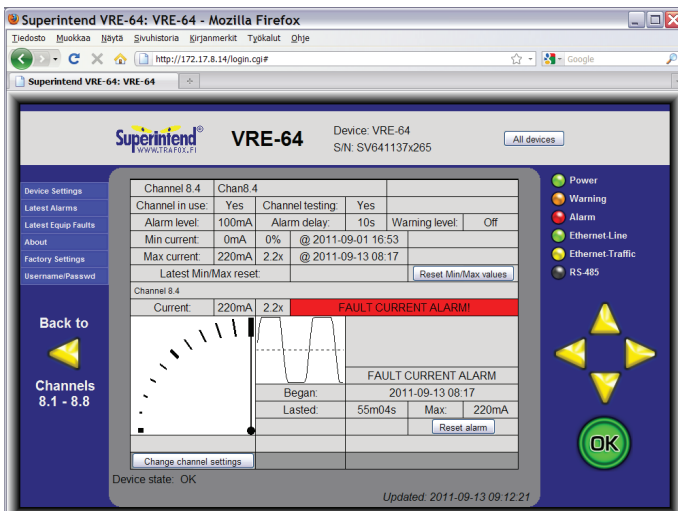 Superintend VRE-64: VRE-64 - Mozilla Firefox
Tiedosto Muokkaa Näytä Sivuhistoria Kirjanmerkit Työkalut Ohje
http://172.17.8.14/login.cgi#
Google
Superintend VRE-64: VRE-64
Superintend®
WWW.TRAFOX.FI
VRE-64
Device: VRE-64
S/N: SV641137x265
All devices
Device Settings
Latest Alarms
Latest Equip Faults
About
Factory Settings
Username/Passwd
Back to
Channels
8.1 - 8.8
Channel 8.4 Chan8.4
Channel in use: Yes Channel testing: Yes
Alarm level: 100mA Alarm delay: 10s Warning level: Off
Min current: 0mA 0% @ 2011-09-01 16:53
Max current: 220mA 2.2x @ 2011-09-13 08:17
Latest Min/Max reset: Reset Min/Max values
Channel 8.4
Current: 220mA 2.2x FAULT CURRENT ALARM!
FAULT CURRENT ALARM
Began: 2011-09-13 08:17
Lasted: 55m04s Max: 220mA
Reset alarm
Change channel settings
Device state: OK
Updated: 2011-09-13 09:12:21
Power
Warning
Alarm
Ethernet-Line
Ethernet-Traffic
RS-485
OK